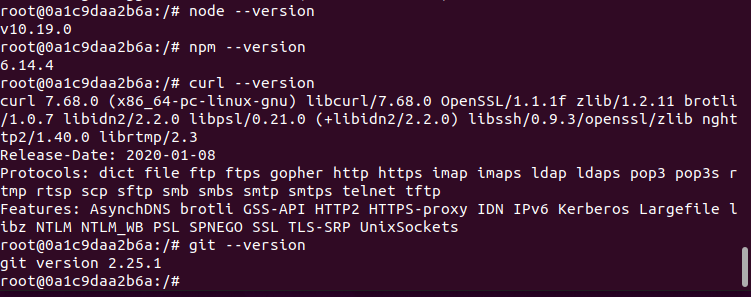 root@0a1c9daa2b6a:/# node --version
v10.19.0
root@0a1c9daa2b6a:/# npm --version
6.14.4
root@0a1c9daa2b6a:/# curl --version
curl 7.68.0 (x86_64-pc-linux-gnu) libcurl/7.68.0 OpenSSL/1.1.1f zlib/1.2.11 brotli
/1.0.7 libidn2/2.2.0 libpsl/0.21.0 (+libidn2/2.2.0) libssh/0.9.3/openssl/zlib nght
tp2/1.40.0 librtmp/2.3
Release-Date: 2020-01-08
Protocols: dict file ftp ftps gopher http https imap imaps ldap ldaps pop3 pop3s r
tmp rtsp scp sftp smb smbs smtp smtps telnet tftp
Features: AsynchDNS brotli GSS-API HTTP2 HTTPS-proxy IDN IPv6 Kerberos Largefile l
ibz NTLM NTLM_WB PSL SPNEGO SSL TLS-SRP UnixSockets
root@0a1c9daa2b6a:/# git --version
git version 2.25.1
root@0a1c9daa2b6a:/#